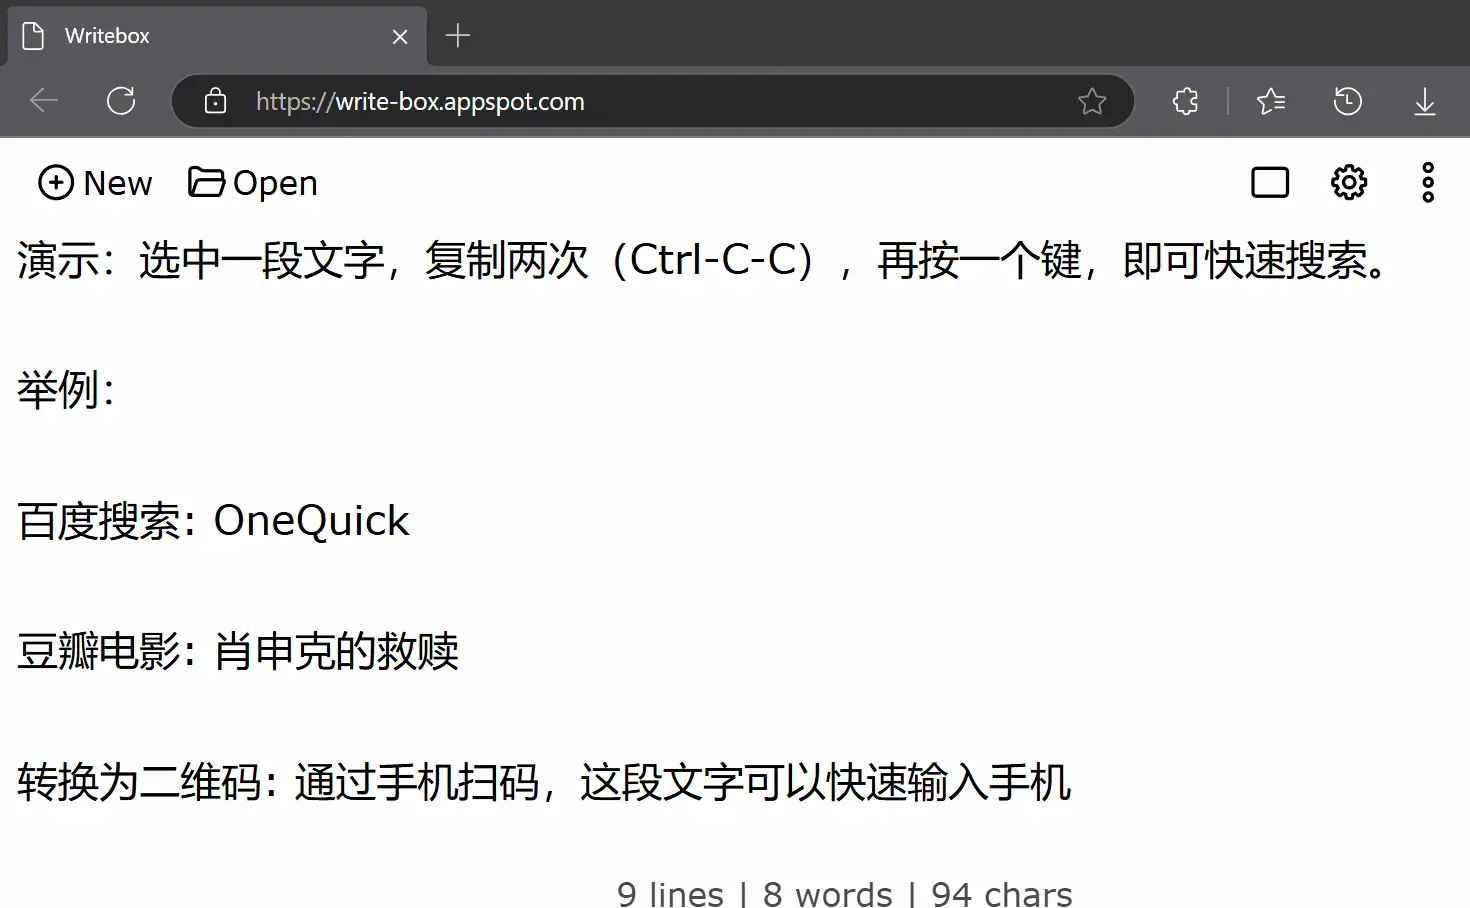 Writebox
https://write-box.appspot.com
New Open
演示：选中一段文字，复制两次（Ctrl-C-C），再按一个键，即可快速搜索。
举例：
百度搜索：OneQuick
豆瓣电影：肖申克的救赎
转换为二维码：通过手机扫码，这段文字可以快速输入手机
9 lines | 8 words | 94 chars